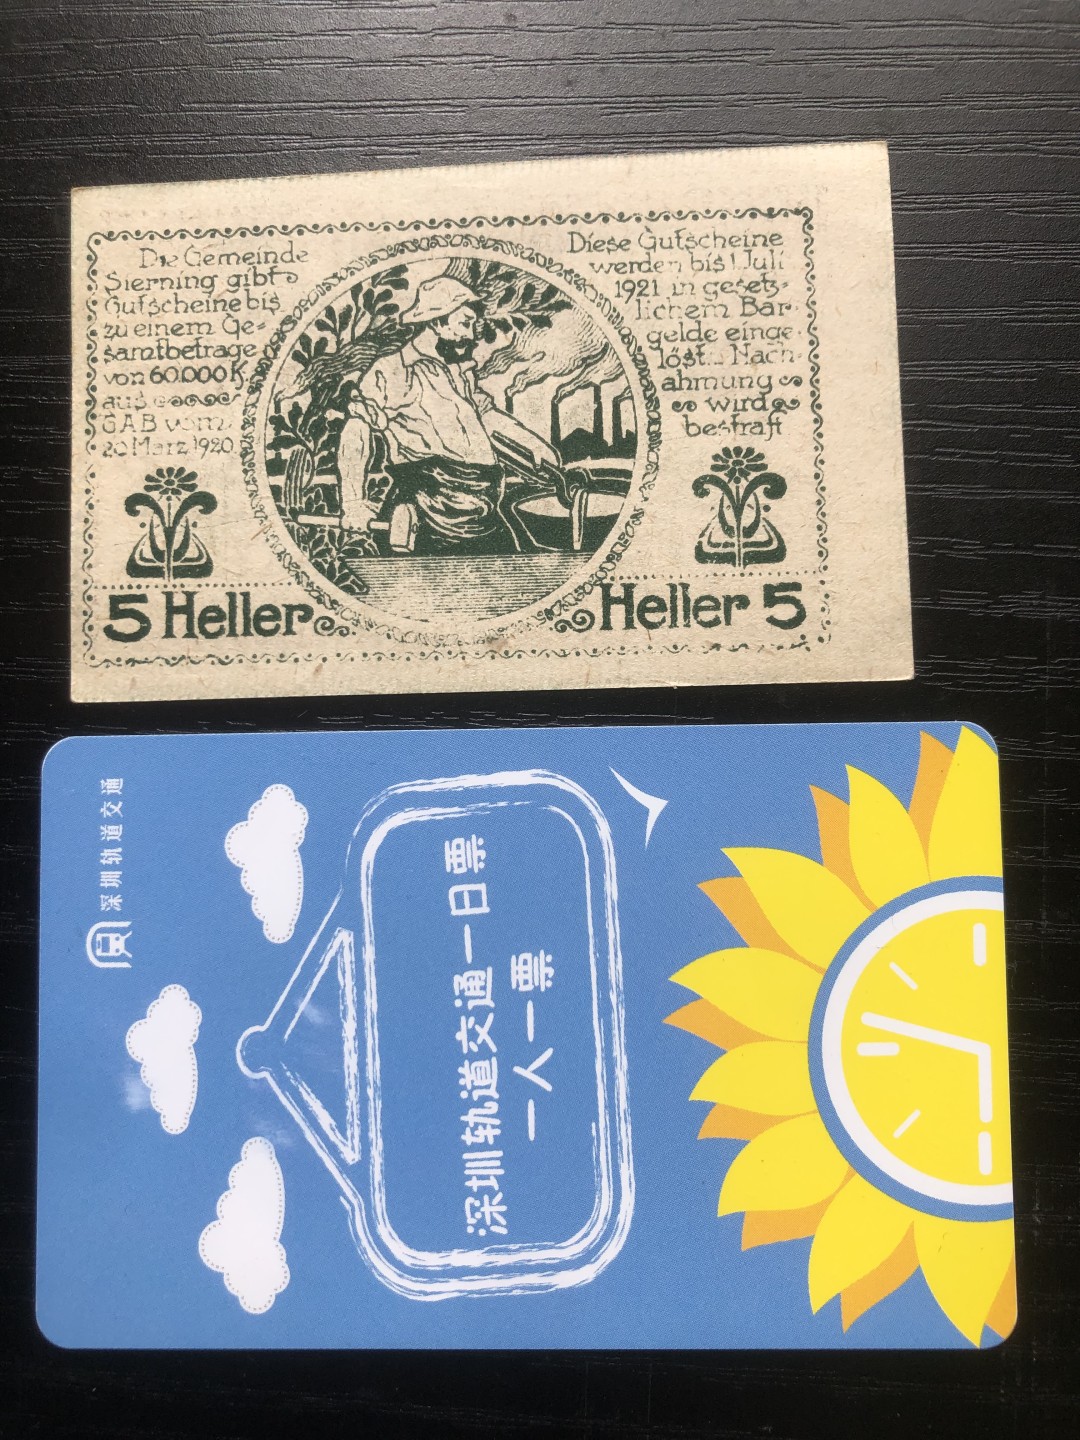 Die Gemeinde
Sierning gibt
Gutscheine bis
zu einem Ge-
samtbetrage
von 60.000 K
aus
G A B vom
20 März 1920.
Diese Gutscheine
werden bis 1. Juli
1921 in gesetz-
lichem Bar-
gelde einge-
löst. Nach-
ahmung
wird
bestraft
5 Heller
Heller 5
深圳轨道交通
深圳轨道交通一日票
一人一票